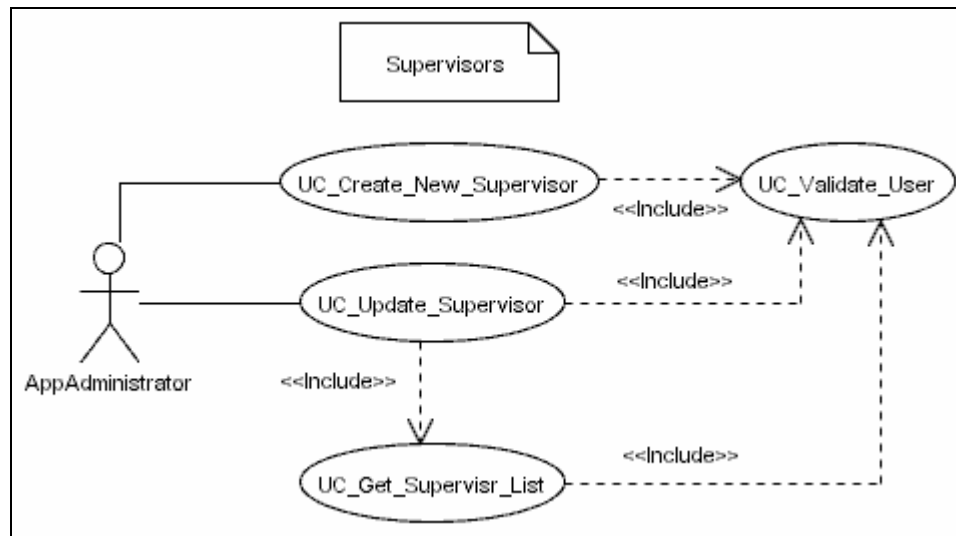 Supervisors
UC_Create_New_Supervisor
UC_Validate_User
<<Include>>
UC_Update_Supervisor
<<Include>>
AppAdministrator
<<Include>>
UC_Get_Supervisr_List
<<Include>>